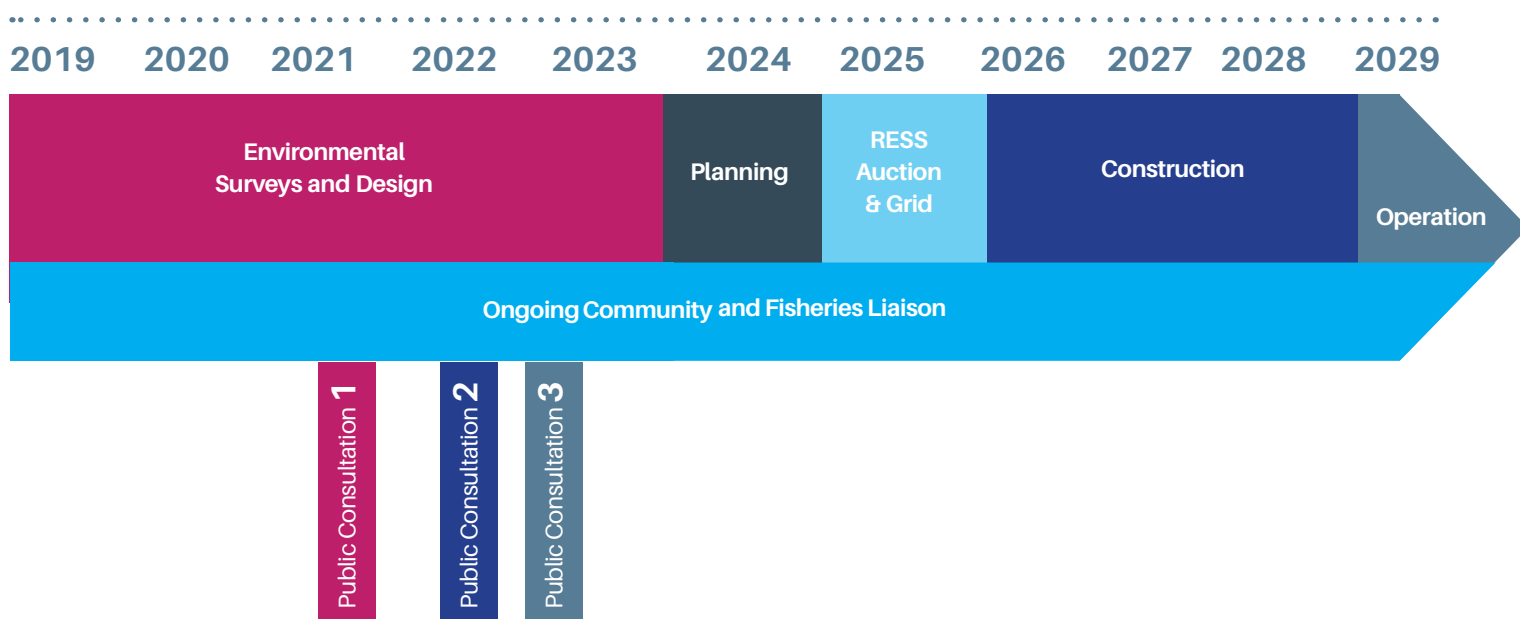 2019 2020 2021 2022 2023 2024 2025 2026 2027 2028 2029
Environmental
Surveys and Design
Planning
RESS
Auction
& Grid
Construction
Operation
Ongoing Community and Fisheries Liaison
Public Consultation 1
Public Consultation 2
Public Consultation 3